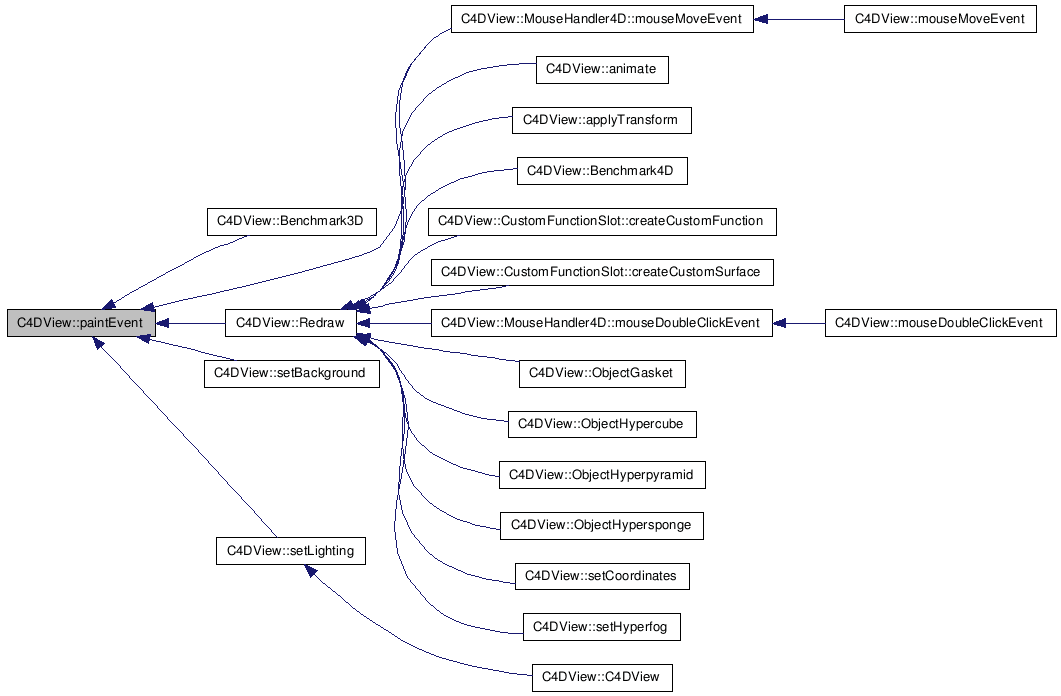 C4DView::MouseHandler4D::mouseMoveEvent
C4DView::mouseMoveEvent
C4DView::animate
C4DView::applyTransform
C4DView::Benchmark4D
C4DView::Benchmark3D
C4DView::CustomFunctionSlot::createCustomFunction
C4DView::CustomFunctionSlot::createCustomSurface
C4DView::paintEvent
C4DView::Redraw
C4DView::MouseHandler4D::mouseDoubleClickEvent
C4DView::mouseDoubleClickEvent
C4DView::setBackground
C4DView::ObjectGasket
C4DView::ObjectHypercube
C4DView::ObjectHyperpyramid
C4DView::ObjectHypersponge
C4DView::setLighting
C4DView::setCoordinates
C4DView::setHyperfog
C4DView::C4DView